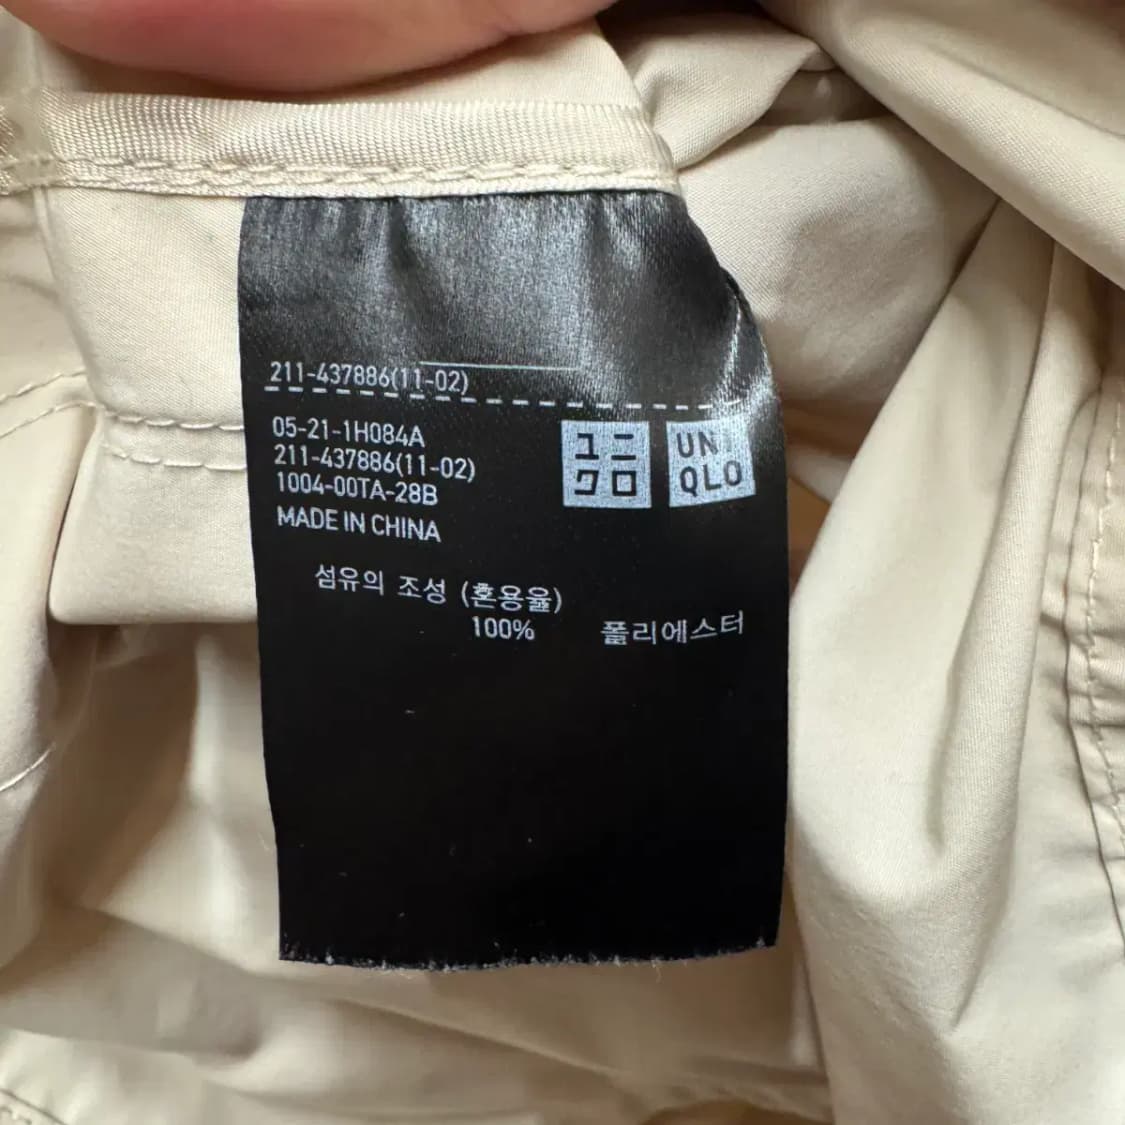 211-437886(11-02)
05-21-1H084A
211-437886(11-02)
1004-00TA-28B
MADE IN CHINA
ユニ
クロ
UNI
QLO
섬유의 조성 (혼용율)
100% 폴리에스터